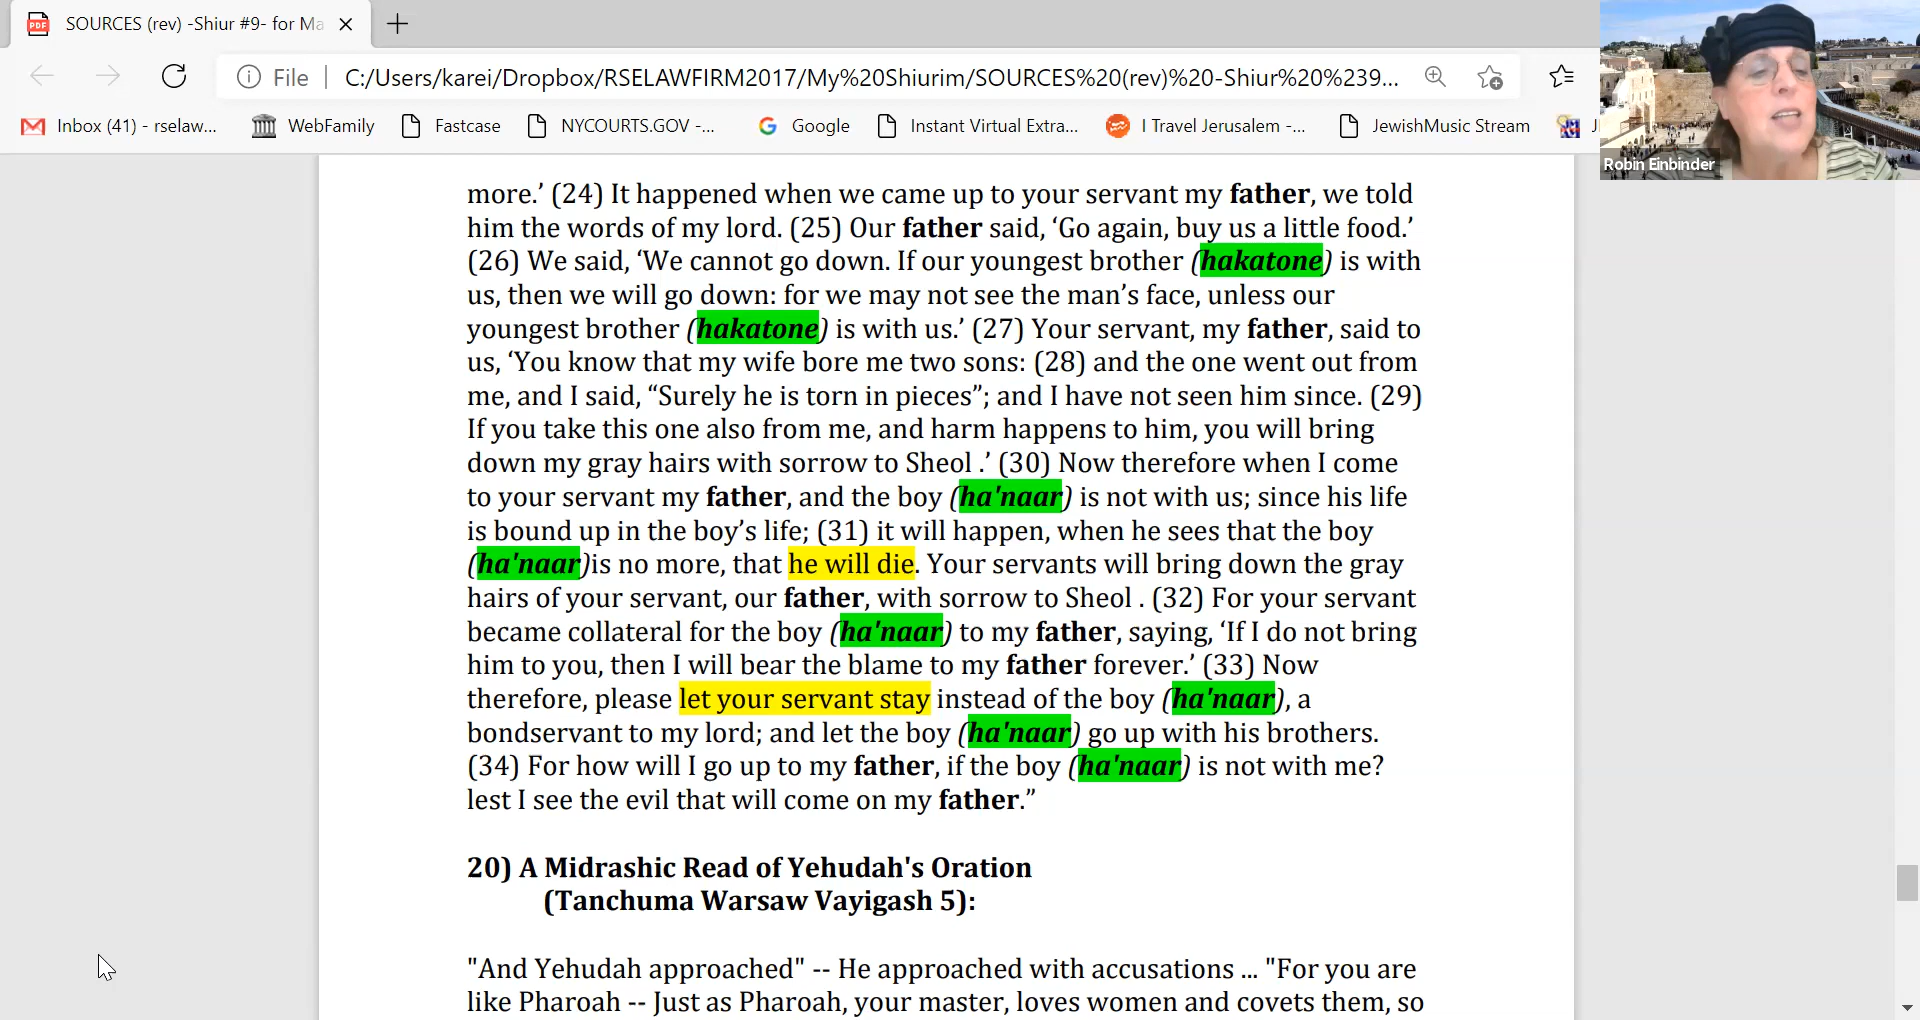 SOURCES (rev) -Shiur #9- for Ma
File
C:/Users/karei/Dropbox/RSELAWFIRM2017/My%20Shiurim/SOURCES%20(rev)%20-Shiur%20%239...
Inbox (41) - rselaw...
WebFamily
Fastcase
NYCOURTS.GOV -...
Google
Instant Virtual Extra...
I Travel Jerusalem -...
JewishMusic Stream
Robin Einbinder
more.’ (24) It happened when we came up to your servant my father, we told
him the words of my lord. (25) Our father said, ‘Go again, buy us a little food.’
(26) We said, ‘We cannot go down. If our youngest brother (hakatone) is with
us, then we will go down: for we may not see the man’s face, unless our
youngest brother (hakatone) is with us.’ (27) Your servant, my father, said to
us, ‘You know that my wife bore me two sons: (28) and the one went out from
me, and I said, “Surely he is torn in pieces”; and I have not seen him since. (29)
If you take this one also from me, and harm happens to him, you will bring
down my gray hairs with sorrow to Sheol .’ (30) Now therefore when I come
to your servant my father, and the boy (ha'naar) is not with us; since his life
is bound up in the boy’s life; (31) it will happen, when he sees that the boy
(ha'naar)is no more, that he will die. Your servants will bring down the gray
hairs of your servant, our father, with sorrow to Sheol . (32) For your servant
became collateral for the boy (ha'naar) to my father, saying, ‘If I do not bring
him to you, then I will bear the blame to my father forever.’ (33) Now
therefore, please let your servant stay instead of the boy (ha'naar), a
bondservant to my lord; and let the boy (ha'naar) go up with his brothers.
(34) For how will I go up to my father, if the boy (ha'naar) is not with me?
lest I see the evil that will come on my father.”
20) A Midrashic Read of Yehudah's Oration
(Tanchuma Warsaw Vayigash 5):
"And Yehudah approached" -- He approached with accusations ... "For you are
like Pharoah -- Just as Pharoah, your master, loves women and covets them, so